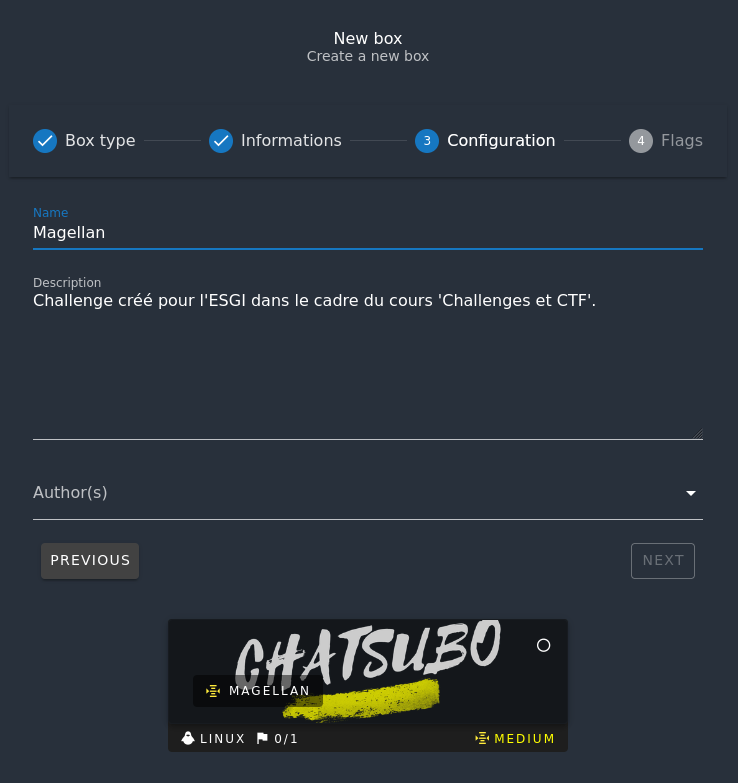 New box
Create a new box
Box type
Informations
3 Configuration
4 Flags
Name
Magellan
Description
Challenge créé pour l'ESGI dans le cadre du cours 'Challenges et CTF'.
Author(s)
PREVIOUS
NEXT
CHATSUBO
MAGELLAN
LINUX
0/1
MEDIUM